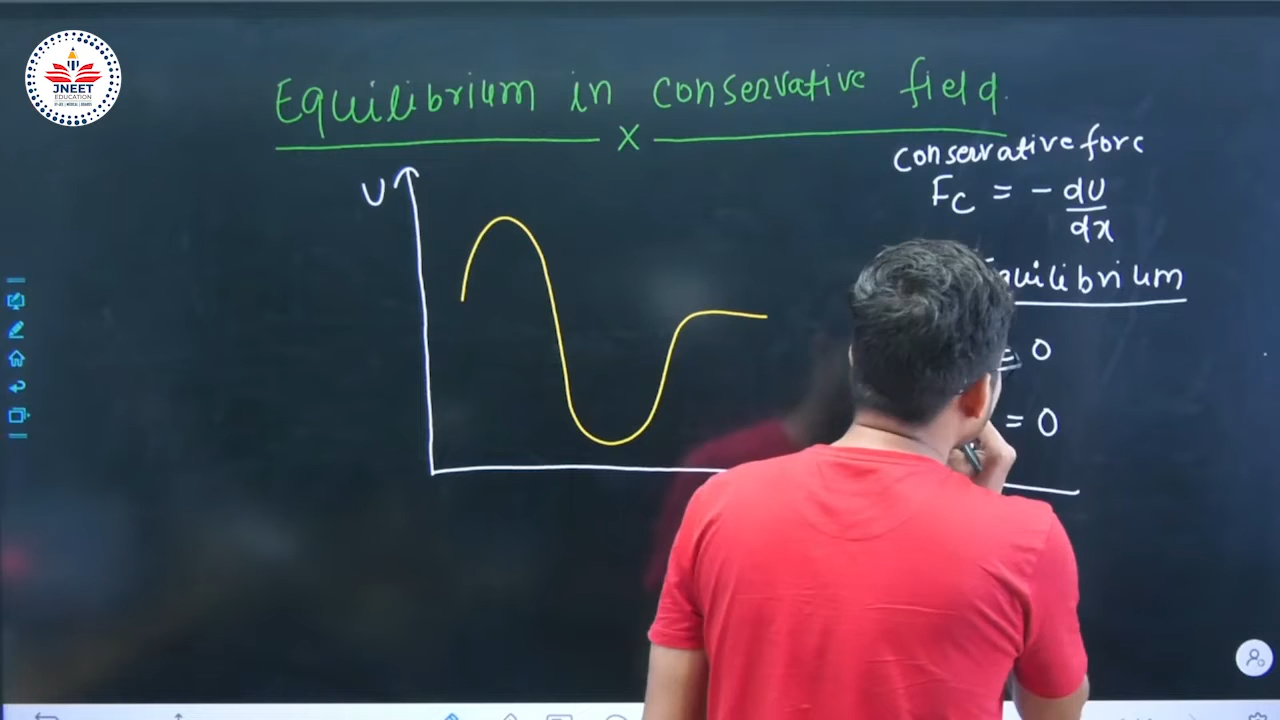 JNEET
EDUCATION
Equilibrium in conservative field.
x
U
conservative forc
Fc = - dU
dx
quilibrium
= 0
= 0